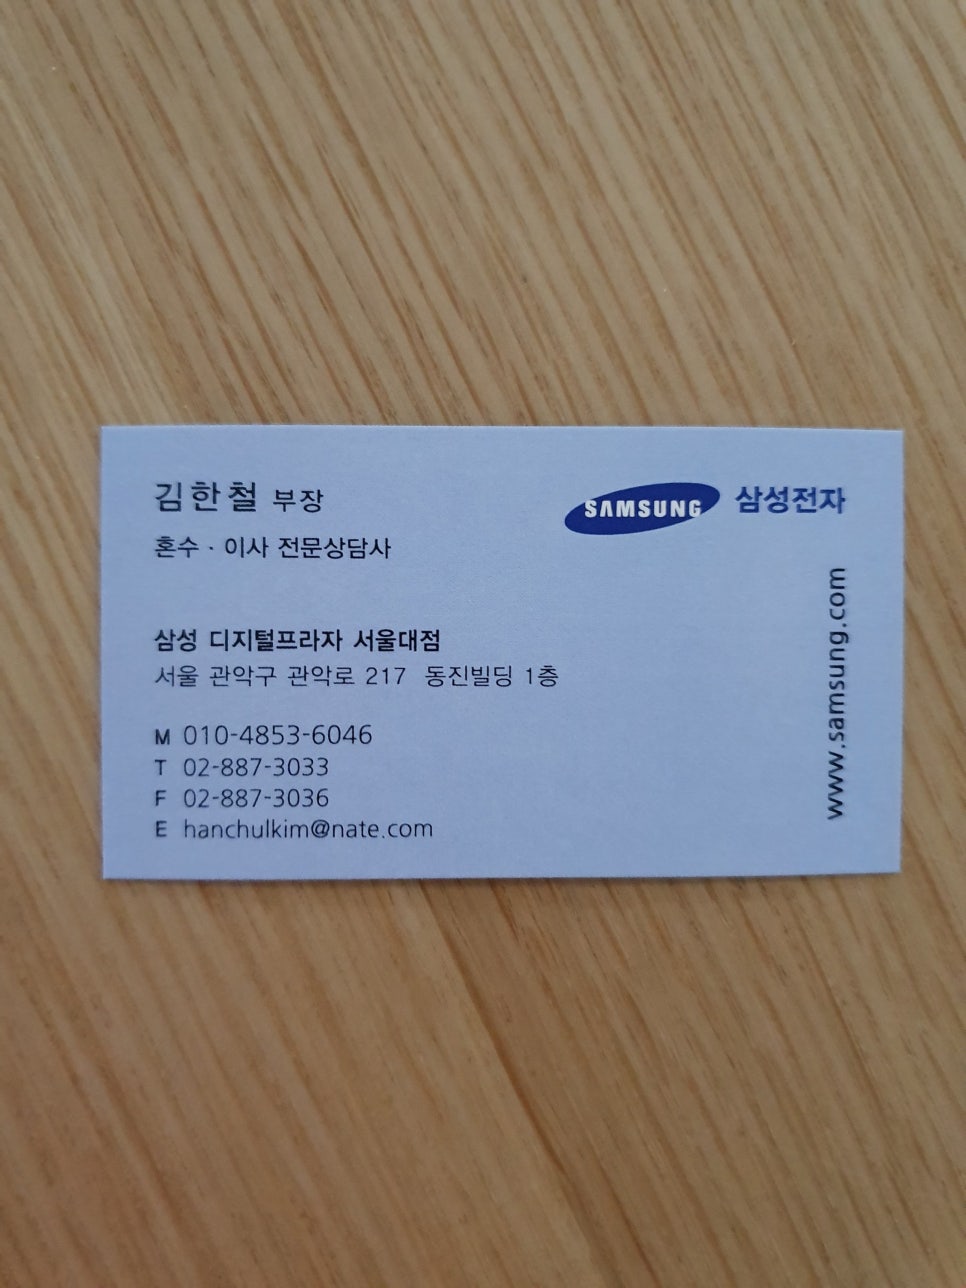 김한철 부장
혼수 · 이사 전문상담사
SAMSUNG 삼성전자
삼성 디지털프라자 서울대점
서울 관악구 관악로 217 동진빌딩 1층
M 010-4853-6046
T 02-887-3033
F 02-887-3036
E hanchulkim@nate.com
www.samsung.com